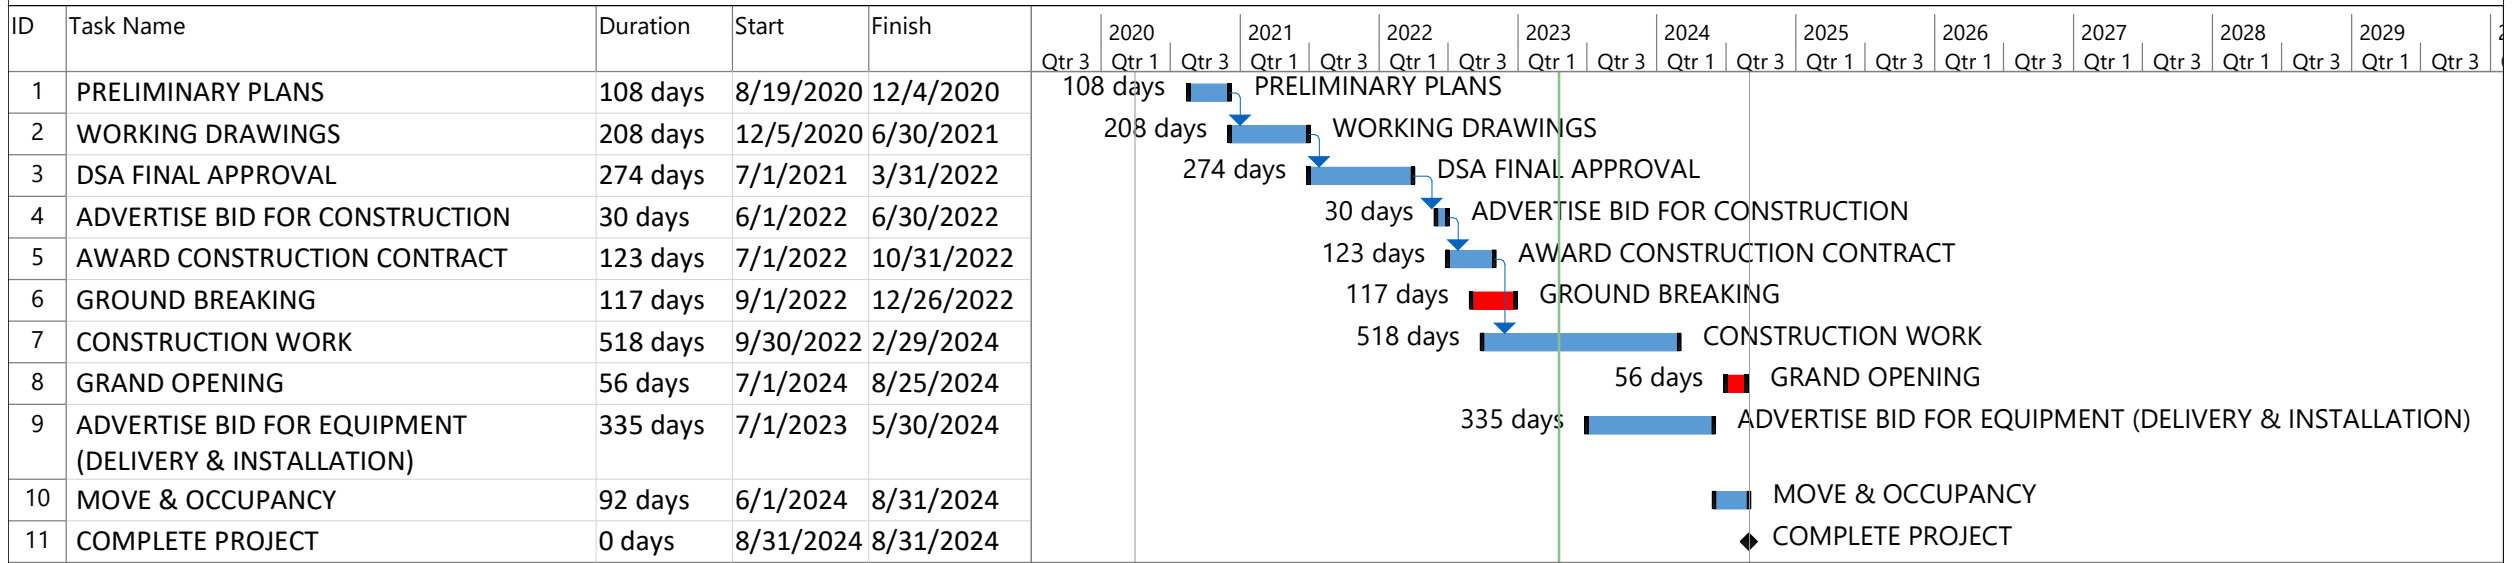 ID Task Name Duration Start Finish
2020 2021 2022 2023 2024 2025 2026 2027 2028 2029
Qtr 3 Qtr 1 Qtr 3 Qtr 1 Qtr 3 Qtr 1 Qtr 3 Qtr 1 Qtr 3 Qtr 1 Qtr 3 Qtr 1 Qtr 3 Qtr 1 Qtr 3 Qtr 1 Qtr 3 Qtr 1 Qtr 3 Qtr 1 Qtr 3
1 PRELIMINARY PLANS 108 days 8/19/2020 12/4/2020 108 days PRELIMINARY PLANS
2 WORKING DRAWINGS 208 days 12/5/2020 6/30/2021 208 days WORKING DRAWINGS
3 DSA FINAL APPROVAL 274 days 7/1/2021 3/31/2022 274 days DSA FINAL APPROVAL
4 ADVERTISE BID FOR CONSTRUCTION 30 days 6/1/2022 6/30/2022 30 days ADVERTISE BID FOR CONSTRUCTION
5 AWARD CONSTRUCTION CONTRACT 123 days 7/1/2022 10/31/2022 123 days AWARD CONSTRUCTION CONTRACT
6 GROUND BREAKING 117 days 9/1/2022 12/26/2022 117 days GROUND BREAKING
7 CONSTRUCTION WORK 518 days 9/30/2022 2/29/2024 518 days CONSTRUCTION WORK
8 GRAND OPENING 56 days 7/1/2024 8/25/2024 56 days GRAND OPENING
9 ADVERTISE BID FOR EQUIPMENT 335 days 7/1/2023 5/30/2024 335 days ADVERTISE BID FOR EQUIPMENT (DELIVERY & INSTALLATION)
(DELIVERY & INSTALLATION)
10 MOVE & OCCUPANCY 92 days 6/1/2024 8/31/2024 MOVE & OCCUPANCY
11 COMPLETE PROJECT 0 days 8/31/2024 8/31/2024 COMPLETE PROJECT